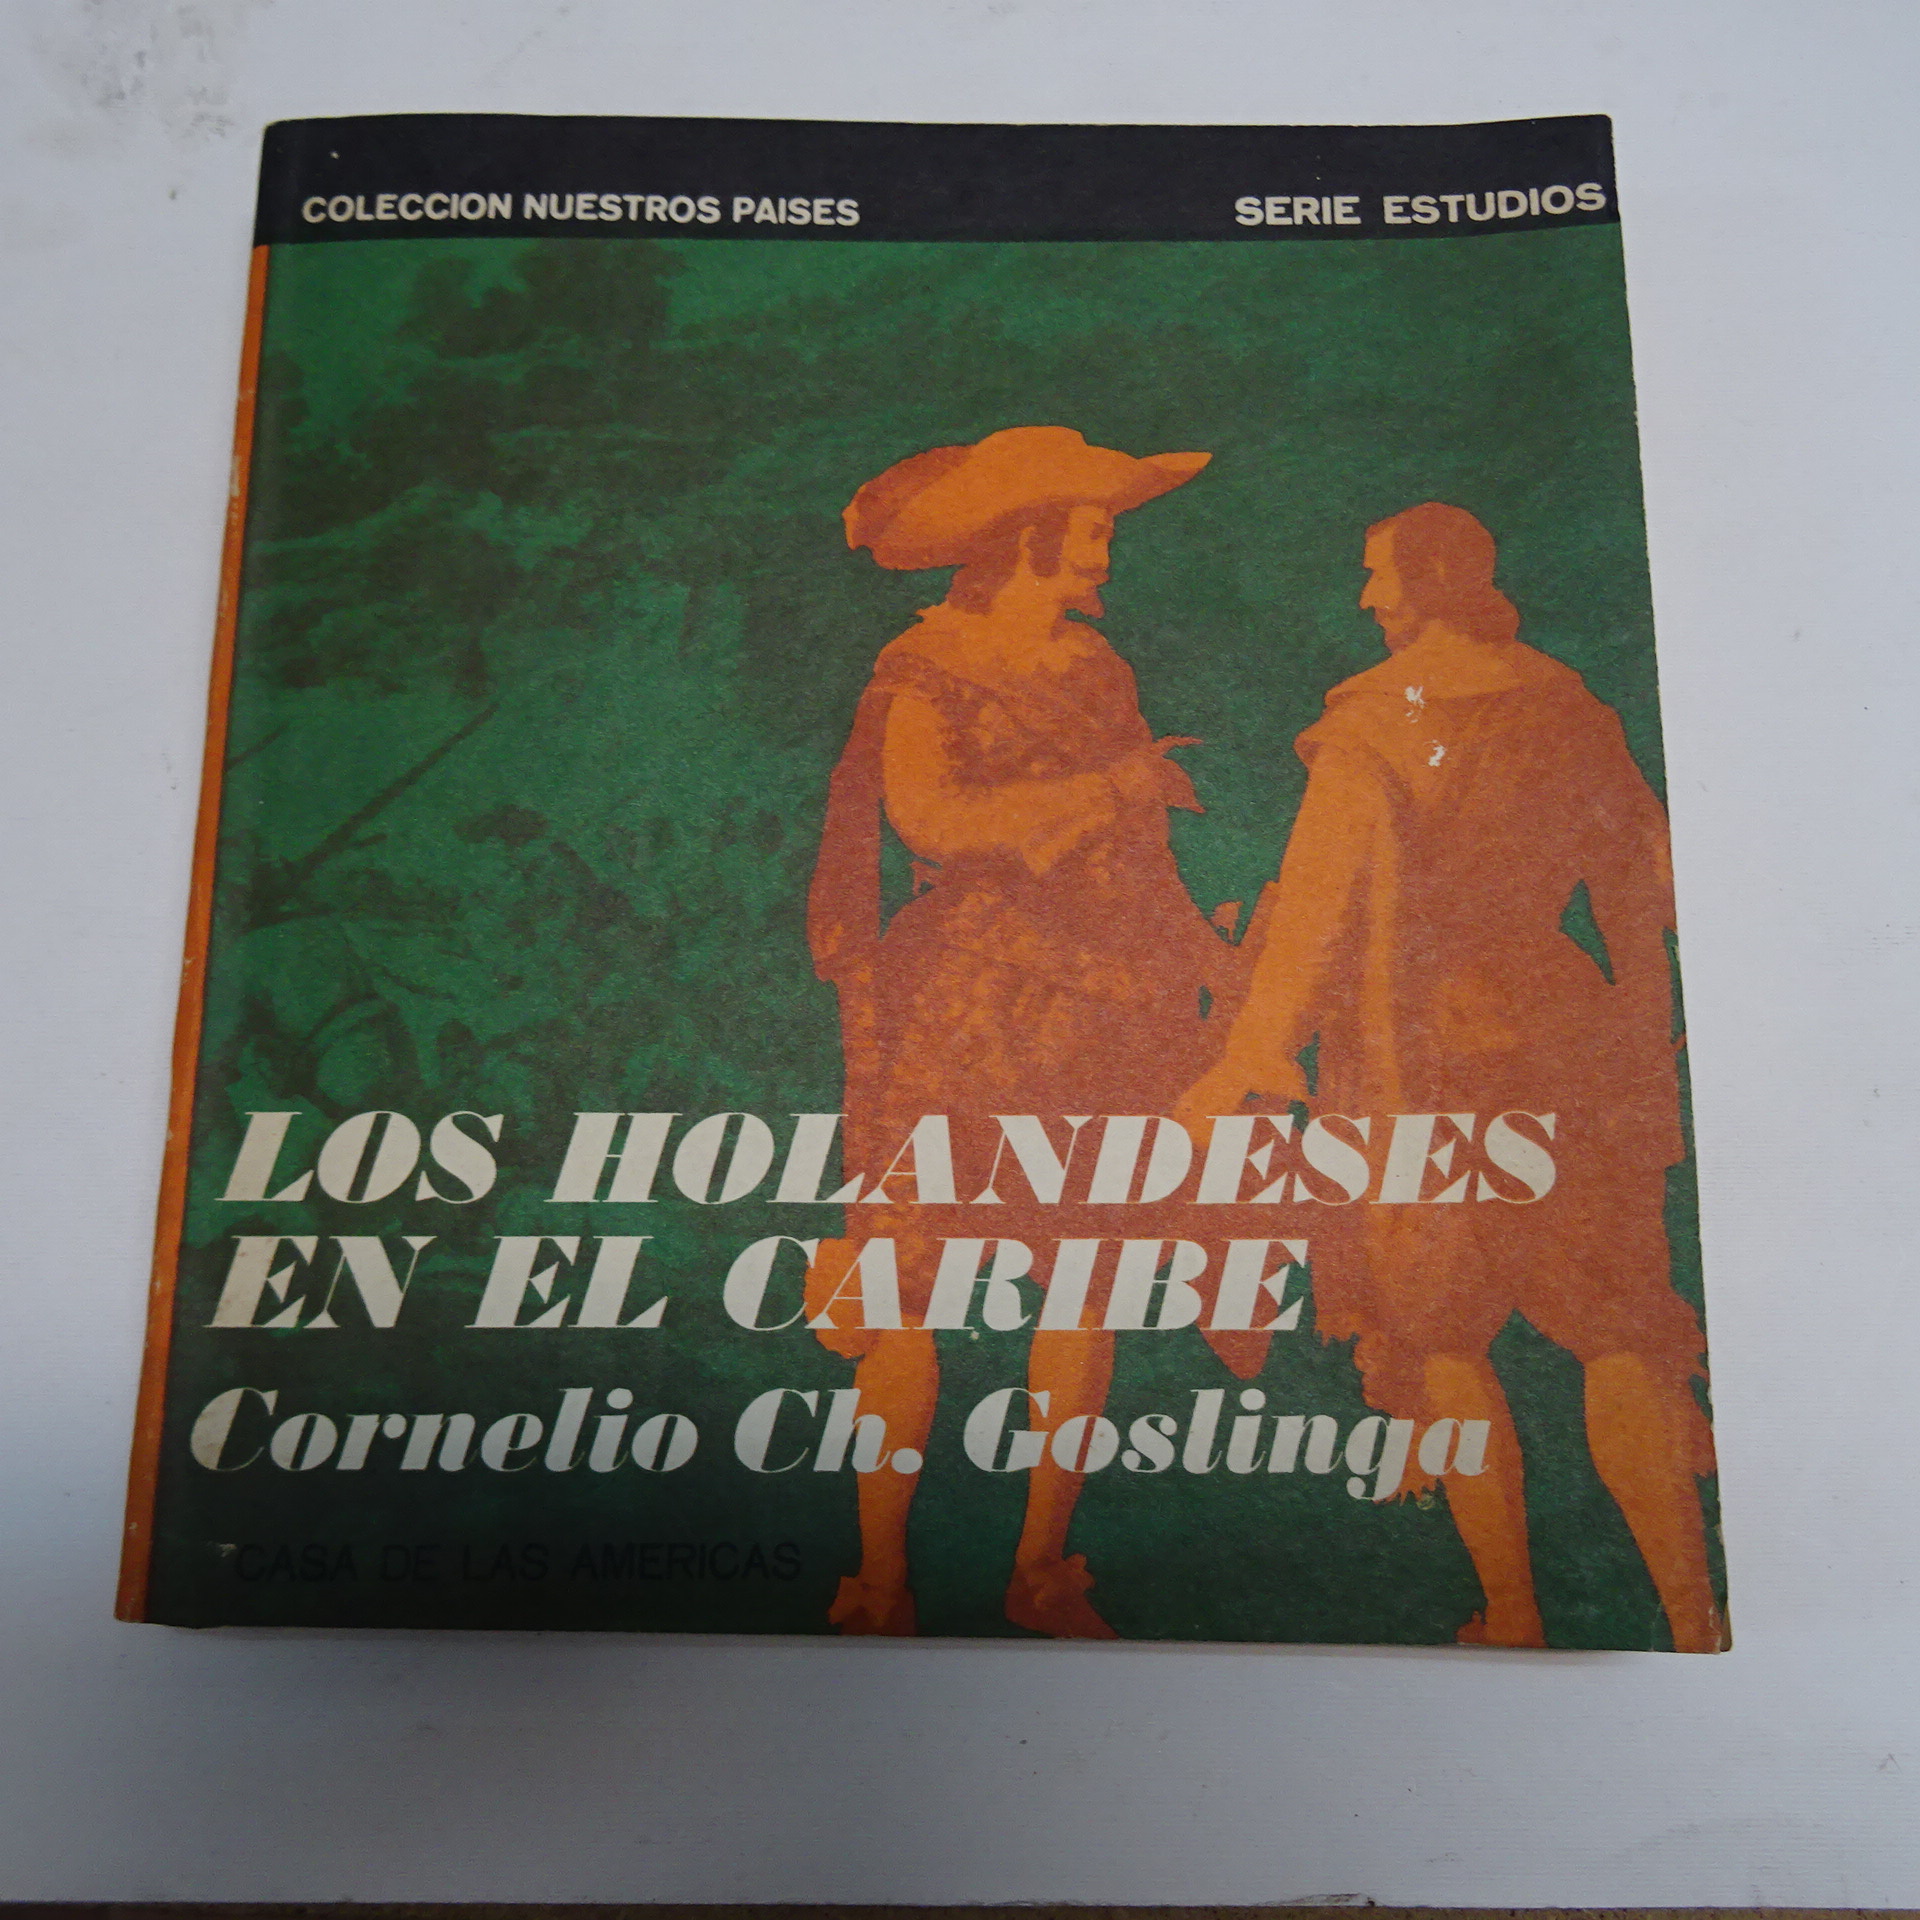 COLECCION NUESTROS PAISES
SERIE ESTUDIOS
LOS HOLANDESES
EN EL CARIBE
Cornelio Ch. Goslinga
CASA DE LAS AMERICAS